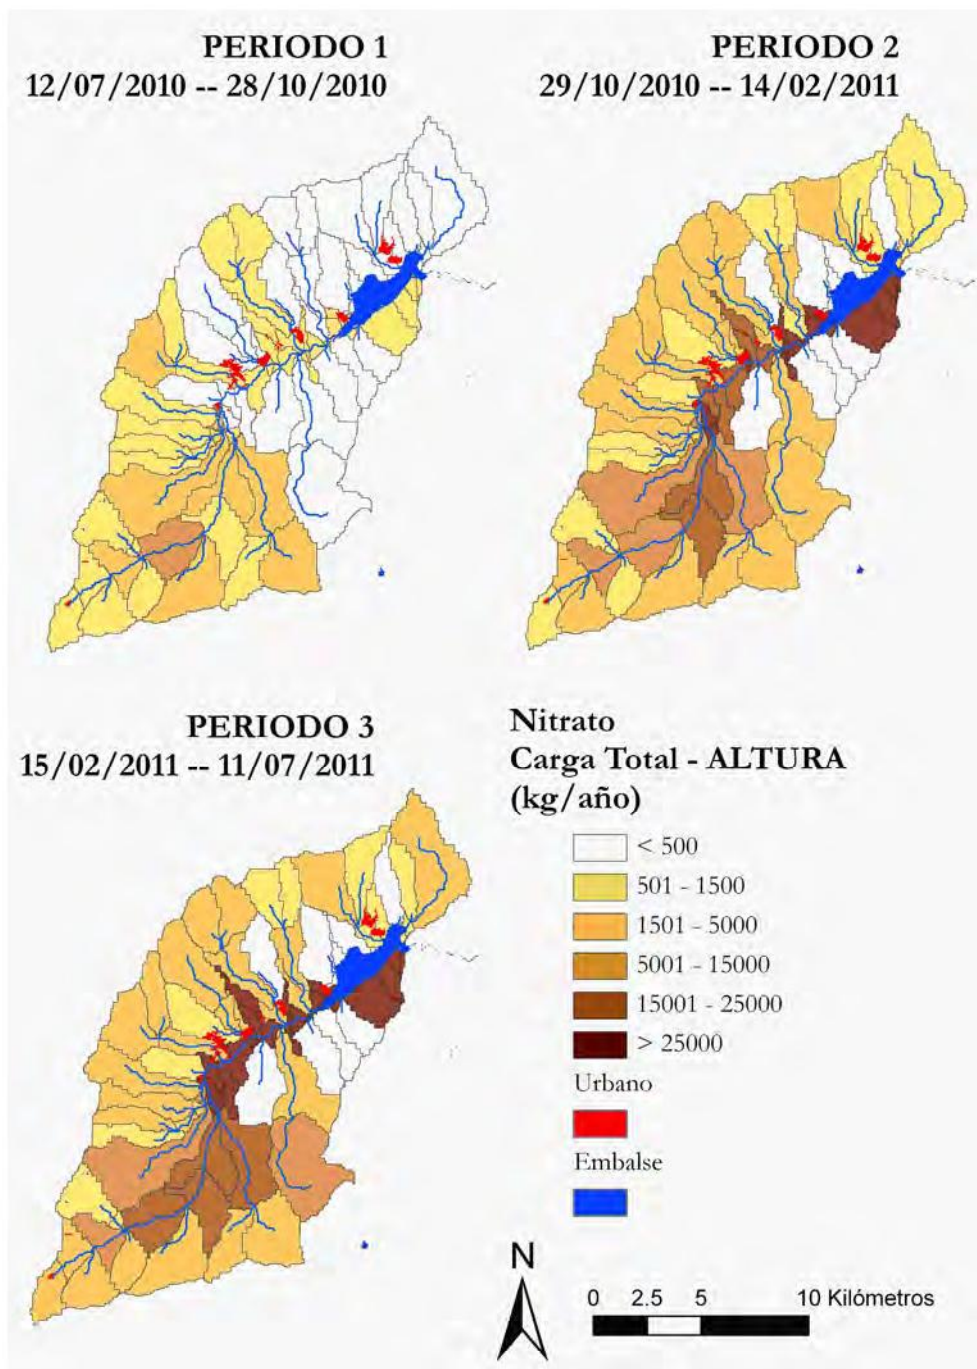 PERIODO 1
12/07/2010 -- 28/10/2010
PERIODO 2
29/10/2010 -- 14/02/2011
PERIODO 3
15/02/2011 -- 11/07/2011
Nitrato
Carga Total - ALTURA
(kg/año)
< 500
501 - 1500
1501 - 5000
5001 - 15000
15001 - 25000
> 25000
Urbano
Embalse
N
0 2.5 5 10 Kilómetros